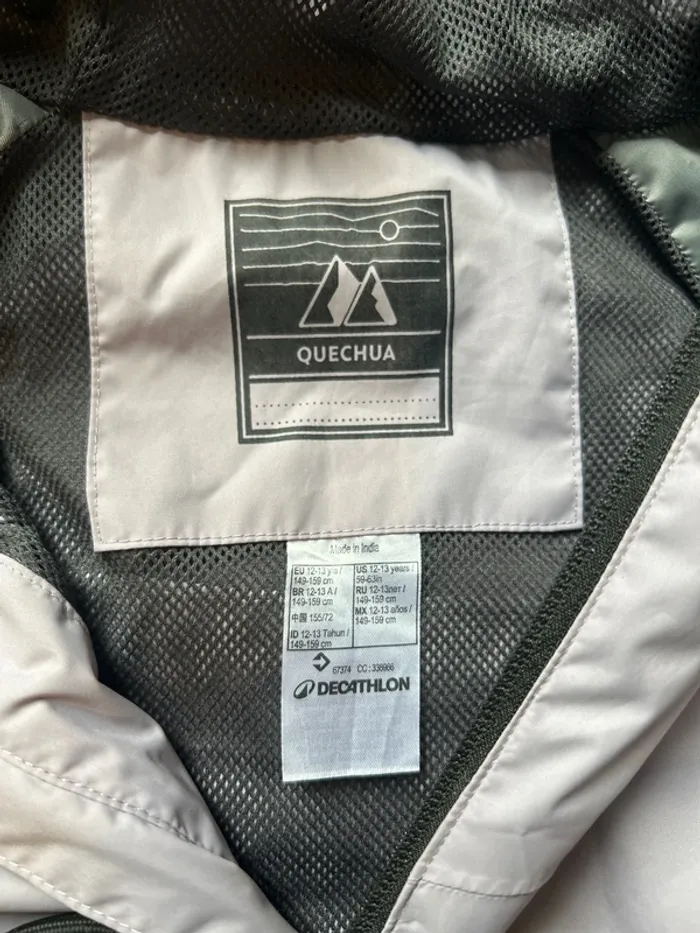 QUECHUA
Made in India
EU 12-13 yrs /
149-159 cm
BR 12-13 A /
149-159 cm
中国 155/72
ID 12-13 Tahun /
149-159 cm
US 12-13 years /
59-63in
RU 12-13лет /
149-159 cm
MX 12-13 años /
149-159 cm
67374 CC: 338986
DECATHLON